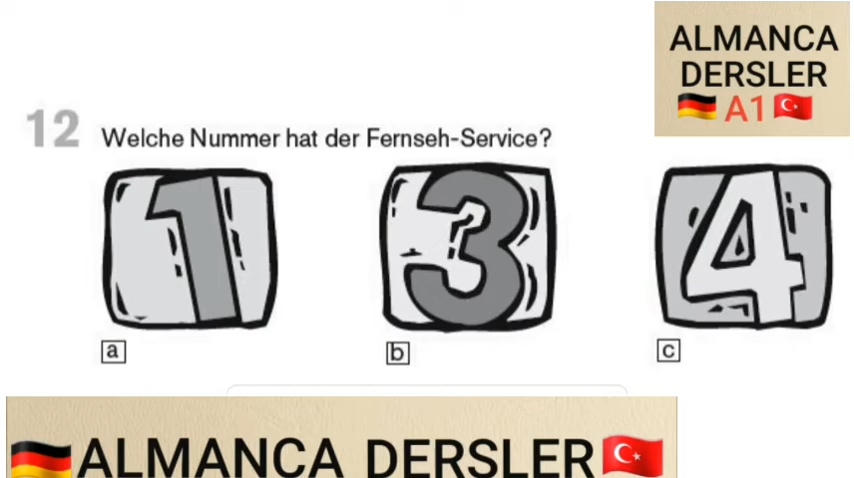 ALMANCA
DERSLER
A1
12 Welche Nummer hat der Fernseh-Service?
1 3 4
a b c
ALMANCA DERSLER